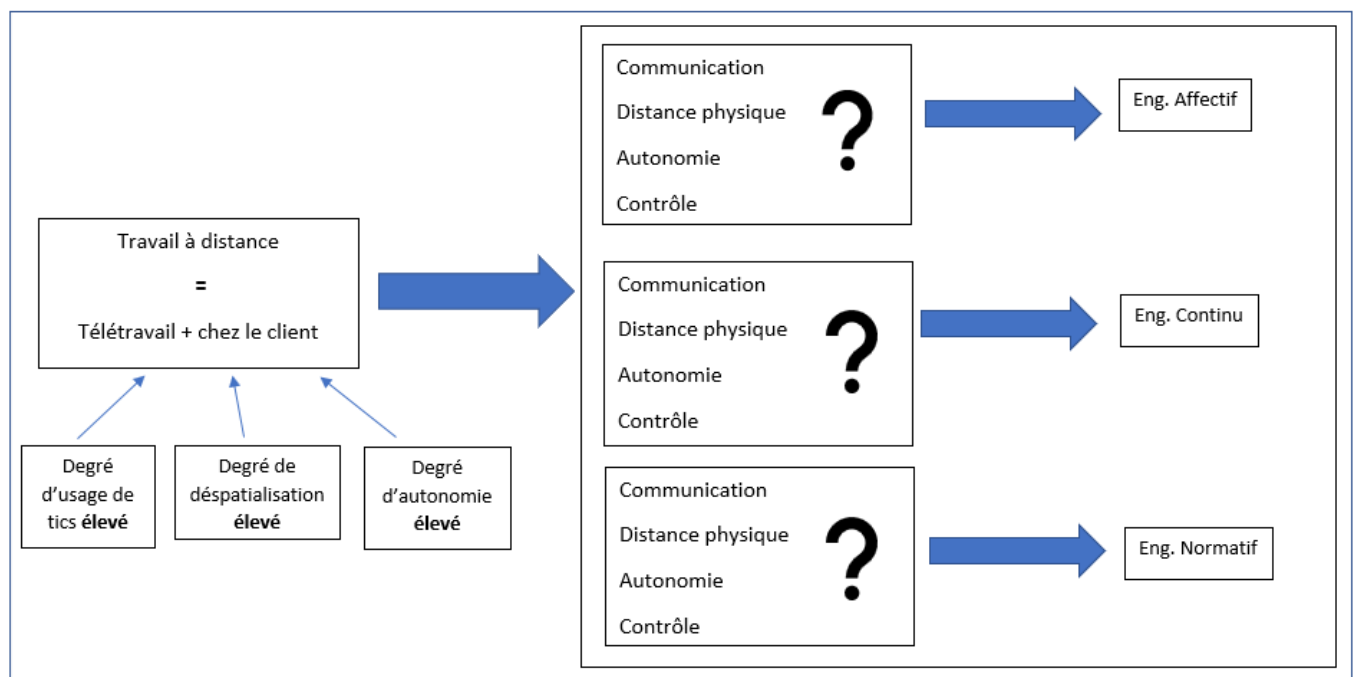 Travail à distance
=
Télétravail + chez le client
Degré
d'usage de
tics élevé
Degré de
déspatialisation
élevé
Degré
d'autonomie
élevé
Communication
Distance physique
Autonomie
Contrôle
?
Eng. Affectif
Communication
Distance physique
Autonomie
Contrôle
?
Eng. Continu
Communication
Distance physique
Autonomie
Contrôle
?
Eng. Normatif